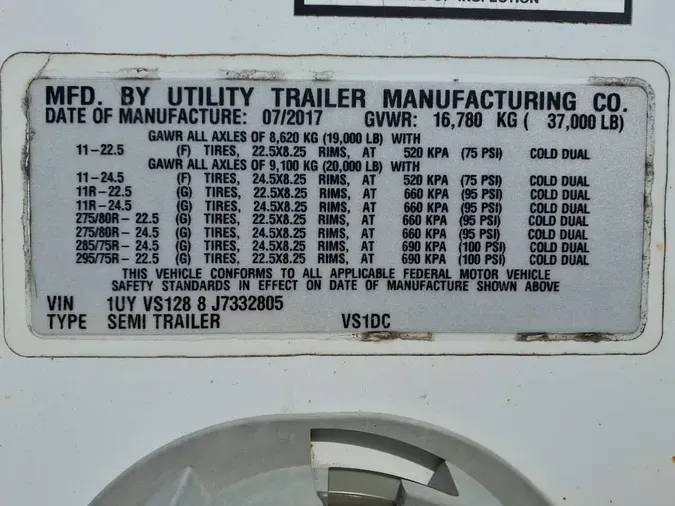 OF INSPECTION
MFD. BY UTILITY TRAILER MANUFACTURING CO.
DATE OF MANUFACTURE: 07/2017 GVWR: 16,780 KG ( 37,000 LB)
GAWR ALL AXLES OF 8,620 KG (19,000 LB) WITH
11-22.5 (F) TIRES, 22.5X8.25 RIMS, AT 520 KPA (75 PSI) COLD DUAL
GAWR ALL AXLES OF 9,100 KG (20,000 LB) WITH
11-24.5 (F) TIRES, 24.5X8.25 RIMS, AT 520 KPA (75 PSI) COLD DUAL
11R-22.5 (G) TIRES, 22.5X8.25 RIMS, AT 660 KPA (95 PSI) COLD DUAL
11R-24.5 (G) TIRES, 24.5X8.25 RIMS, AT 660 KPA (95 PSI) COLD DUAL
275/80R-22.5 (G) TIRES, 22.5X8.25 RIMS, AT 660 KPA (95 PSI) COLD DUAL
275/80R-24.5 (G) TIRES, 24.5X8.25 RIMS, AT 660 KPA (95 PSI) COLD DUAL
285/75R-24.5 (G) TIRES, 24.5X8.25 RIMS, AT 690 KPA (100 PSI) COLD DUAL
295/75R-22.5 (G) TIRES, 22.5X8.25 RIMS, AT 690 KPA (100 PSI) COLD DUAL
THIS VEHICLE CONFORMS TO ALL APPLICABLE FEDERAL MOTOR VEHICLE
SAFETY STANDARDS IN EFFECT ON DATE OF MANUFACTURE SHOWN ABOVE
VIN 1UY VS128 8 J7332805
TYPE SEMI TRAILER VS1DC